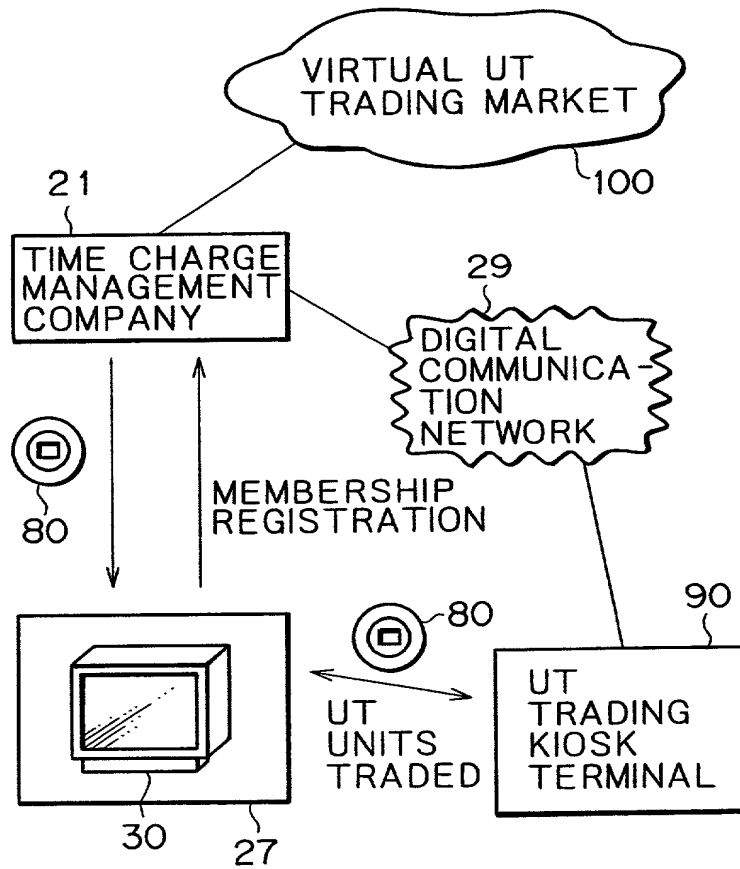 VIRTUAL UT
TRADING MARKET
100
21
TIME CHARGE
MANAGEMENT
COMPANY
29
DIGITAL
COMMUNICA-
TION
NETWORK
80
MEMBERSHIP
REGISTRATION
80
90
UT
UNITS
TRADED
UT
TRADING
KIOSK
TERMINAL
30
27